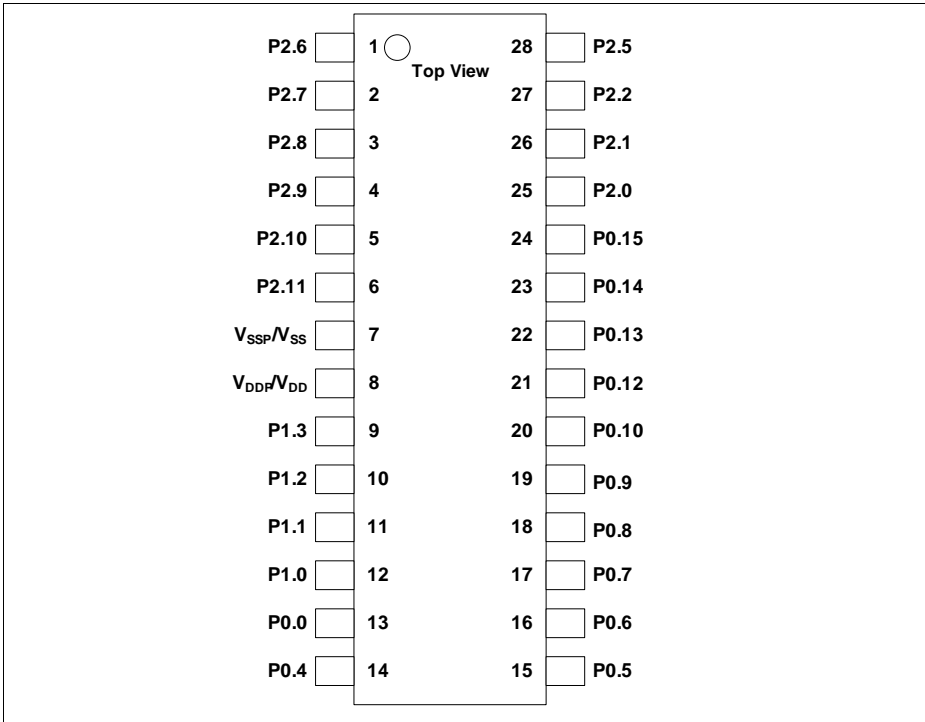 P2.6 1 28 P2.5
Top View
P2.7 2 27 P2.2
P2.8 3 26 P2.1
P2.9 4 25 P2.0
P2.10 5 24 P0.15
P2.11 6 23 P0.14
VSSP/VSS 7 22 P0.13
VDDP/VDD 8 21 P0.12
P1.3 9 20 P0.10
P1.2 10 19 P0.9
P1.1 11 18 P0.8
P1.0 12 17 P0.7
P0.0 13 16 P0.6
P0.4 14 15 P0.5